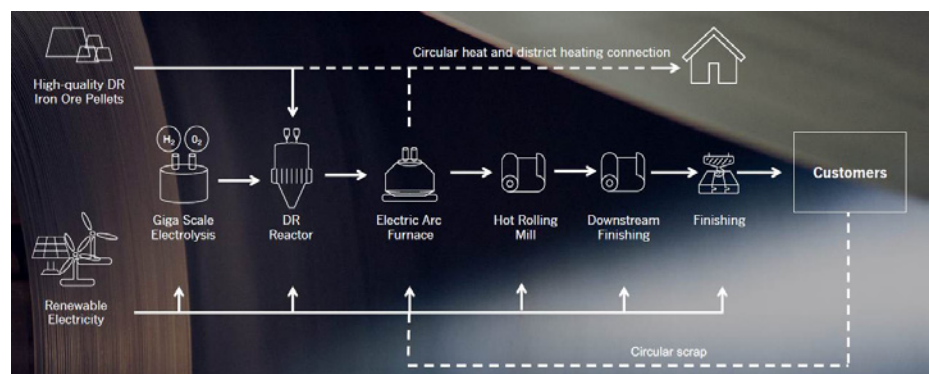 Circular heat and district heating connection
High-quality DR
Iron Ore Pellets
H₂
O₂
Customers
Giga Scale
Electrolysis
DR
Reactor
Electric Arc
Furnace
Hot Rolling
Mill
Downstream
Finishing
Finishing
Renewable
Electricity
Circular scrap